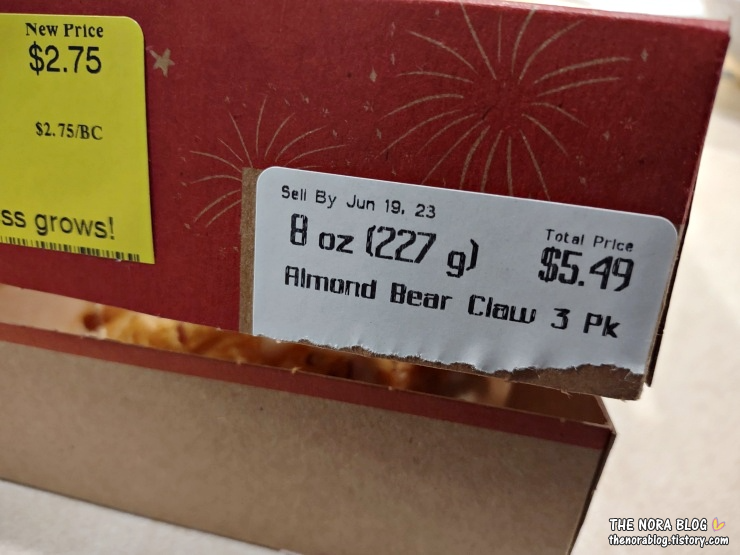 New Price
$2.75
$2.75/BC
ss grows!
Sell By Jun 19, 23
8 oz (227 g)
Total Price
$5.49
Almond Bear Claw 3 Pk
THE NORA BLOG
thenorablog.tistory.com